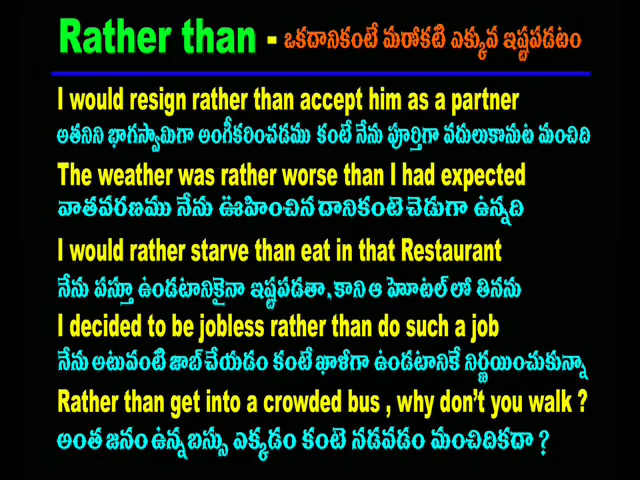 Rather than - ఒకదానికంటే మరోకటి ఎక్కువ ఇష్టపడటం
I would resign rather than accept him as a partner
అతనిని భాగస్వామిగా అంగీకరించడము కంటే నేను పూర్తిగా వదులుకొనుట మంచిది
The weather was rather worse than I had expected
వాతవరణము నేను ఊహించిన దానికంటె చెడుగా ఉన్నది
I would rather starve than eat in that Restaurant
నేను పస్తూ ఉండటానికైనా ఇష్టపడతా, కాని ఆ హెూటల్ లో తినను
I decided to be jobless rather than do such a job
నేను అటువంటి జాబ్ చేయడం కంటే ఖాళీగా ఉండటానికే నిర్ణయించుకున్నా
Rather than get into a crowded bus , why don't you walk ?
అంత జనం ఉన్న బస్సు ఎక్కడం కంటె నడవడం మంచిదికదా ?